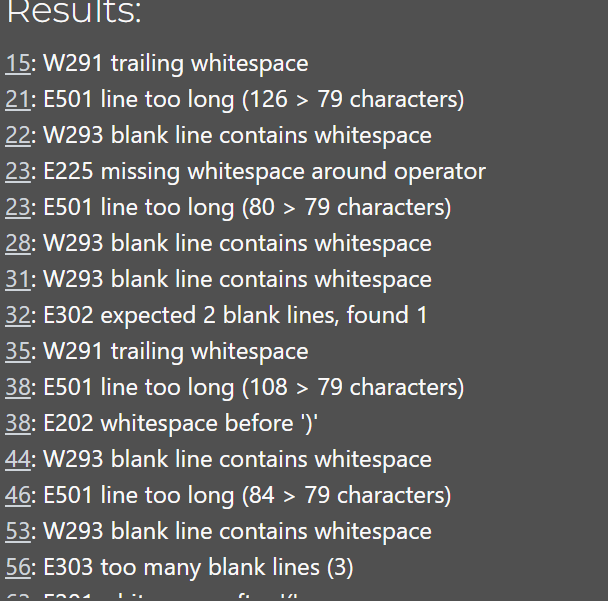 Results:
15: W291 trailing whitespace
21: E501 line too long (126 > 79 characters)
22: W293 blank line contains whitespace
23: E225 missing whitespace around operator
23: E501 line too long (80 > 79 characters)
28: W293 blank line contains whitespace
31: W293 blank line contains whitespace
32: E302 expected 2 blank lines, found 1
35: W291 trailing whitespace
38: E501 line too long (108 > 79 characters)
38: E202 whitespace before ')'
44: W293 blank line contains whitespace
46: E501 line too long (84 > 79 characters)
53: W293 blank line contains whitespace
56: E303 too many blank lines (3)